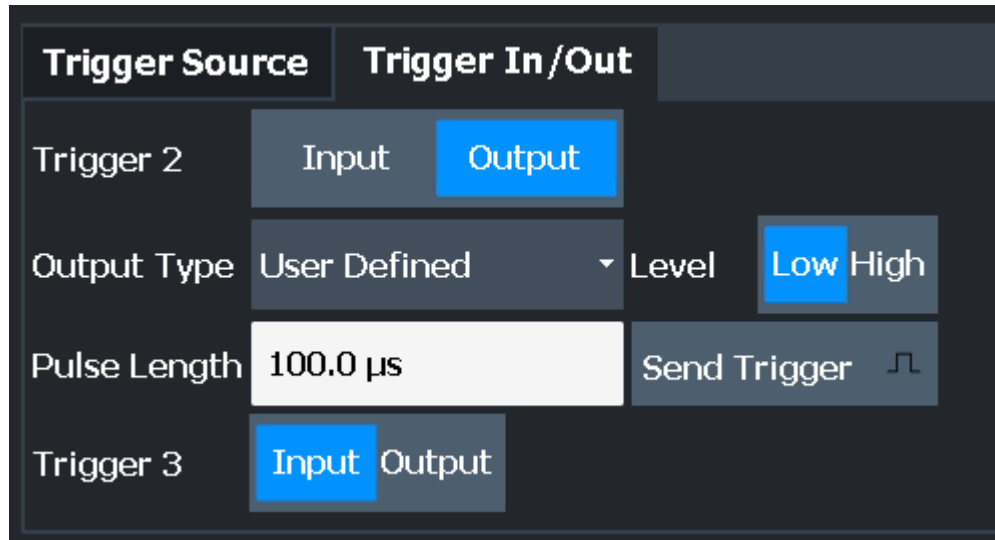 Trigger Source Trigger In/Out
Trigger 2 Input Output
Output Type User Defined Level Low High
Pulse Length 100.0 µs Send Trigger
Trigger 3 Input Output